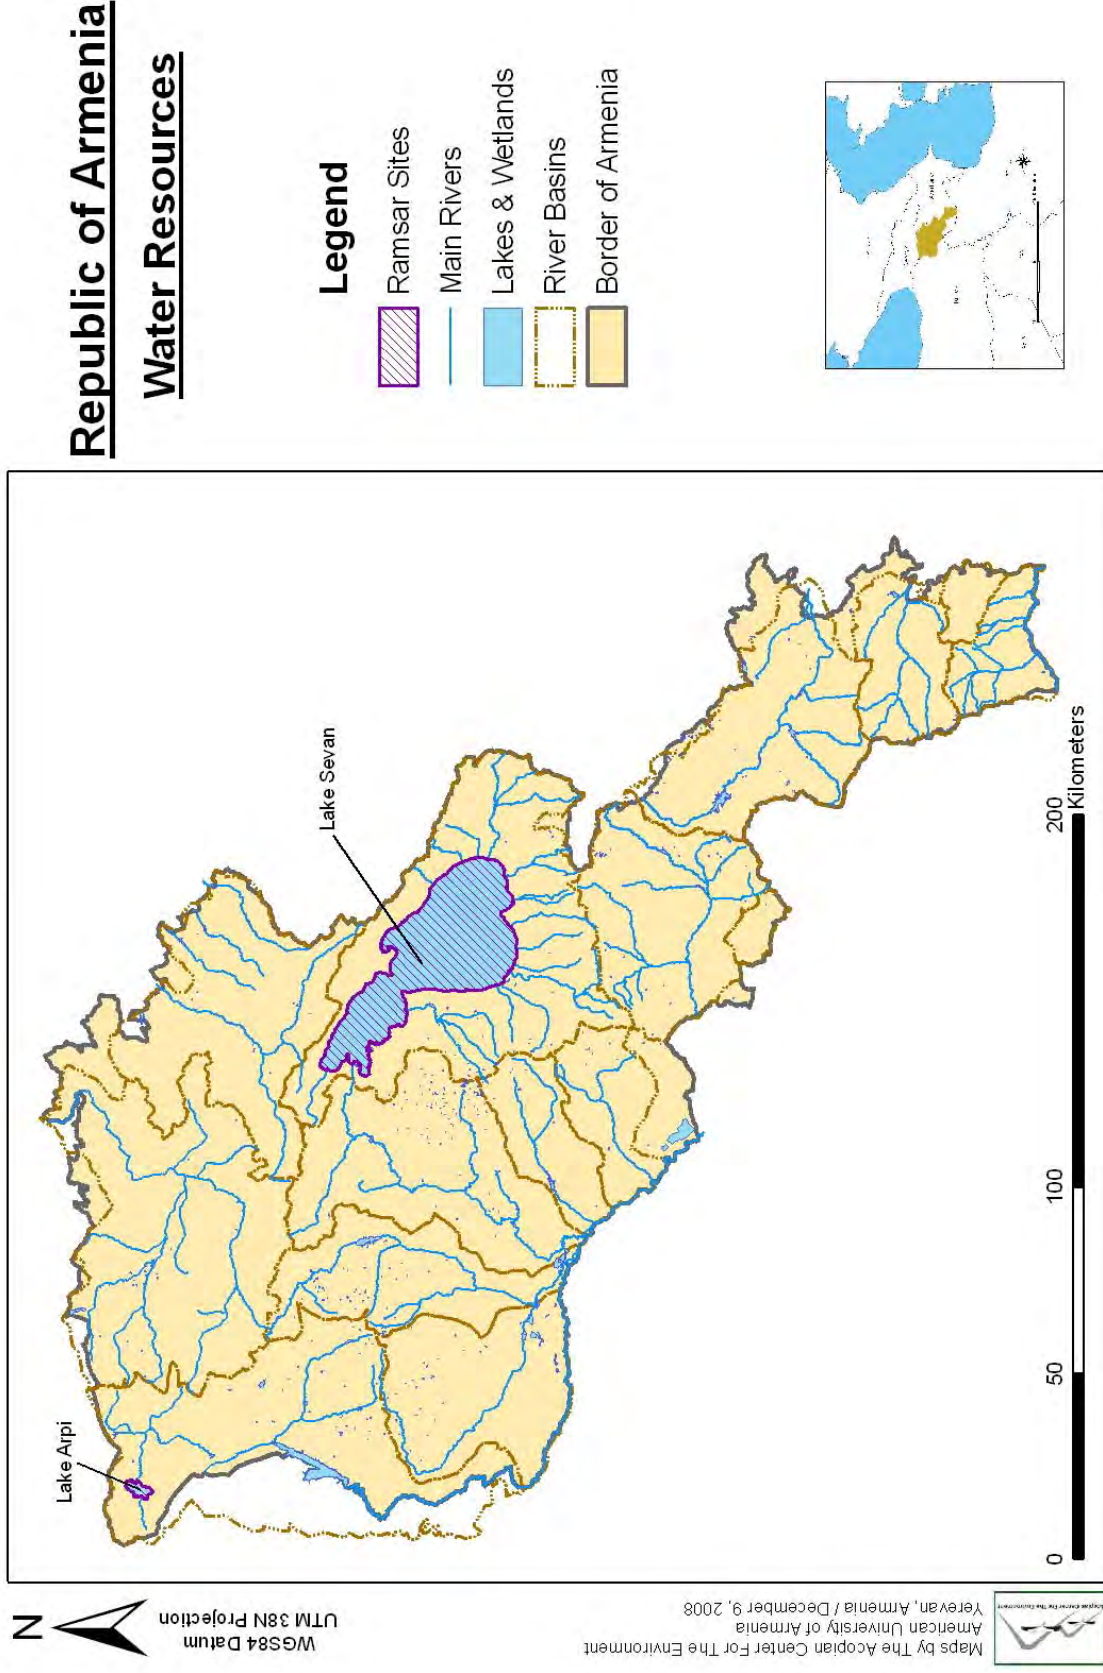 Republic of Armenia
Water Resources
Legend
Ramsar Sites
Main Rivers
Lakes & Wetlands
River Basins
Border of Armenia
Lake Arpi
Lake Sevan
0
50
100
200
Kilometers
N
WGS84 Datum
UTM 38N Projection
Maps by The Acopian Center For The Environment
American University of Armenia
Yerevan, Armenia / December 9, 2008